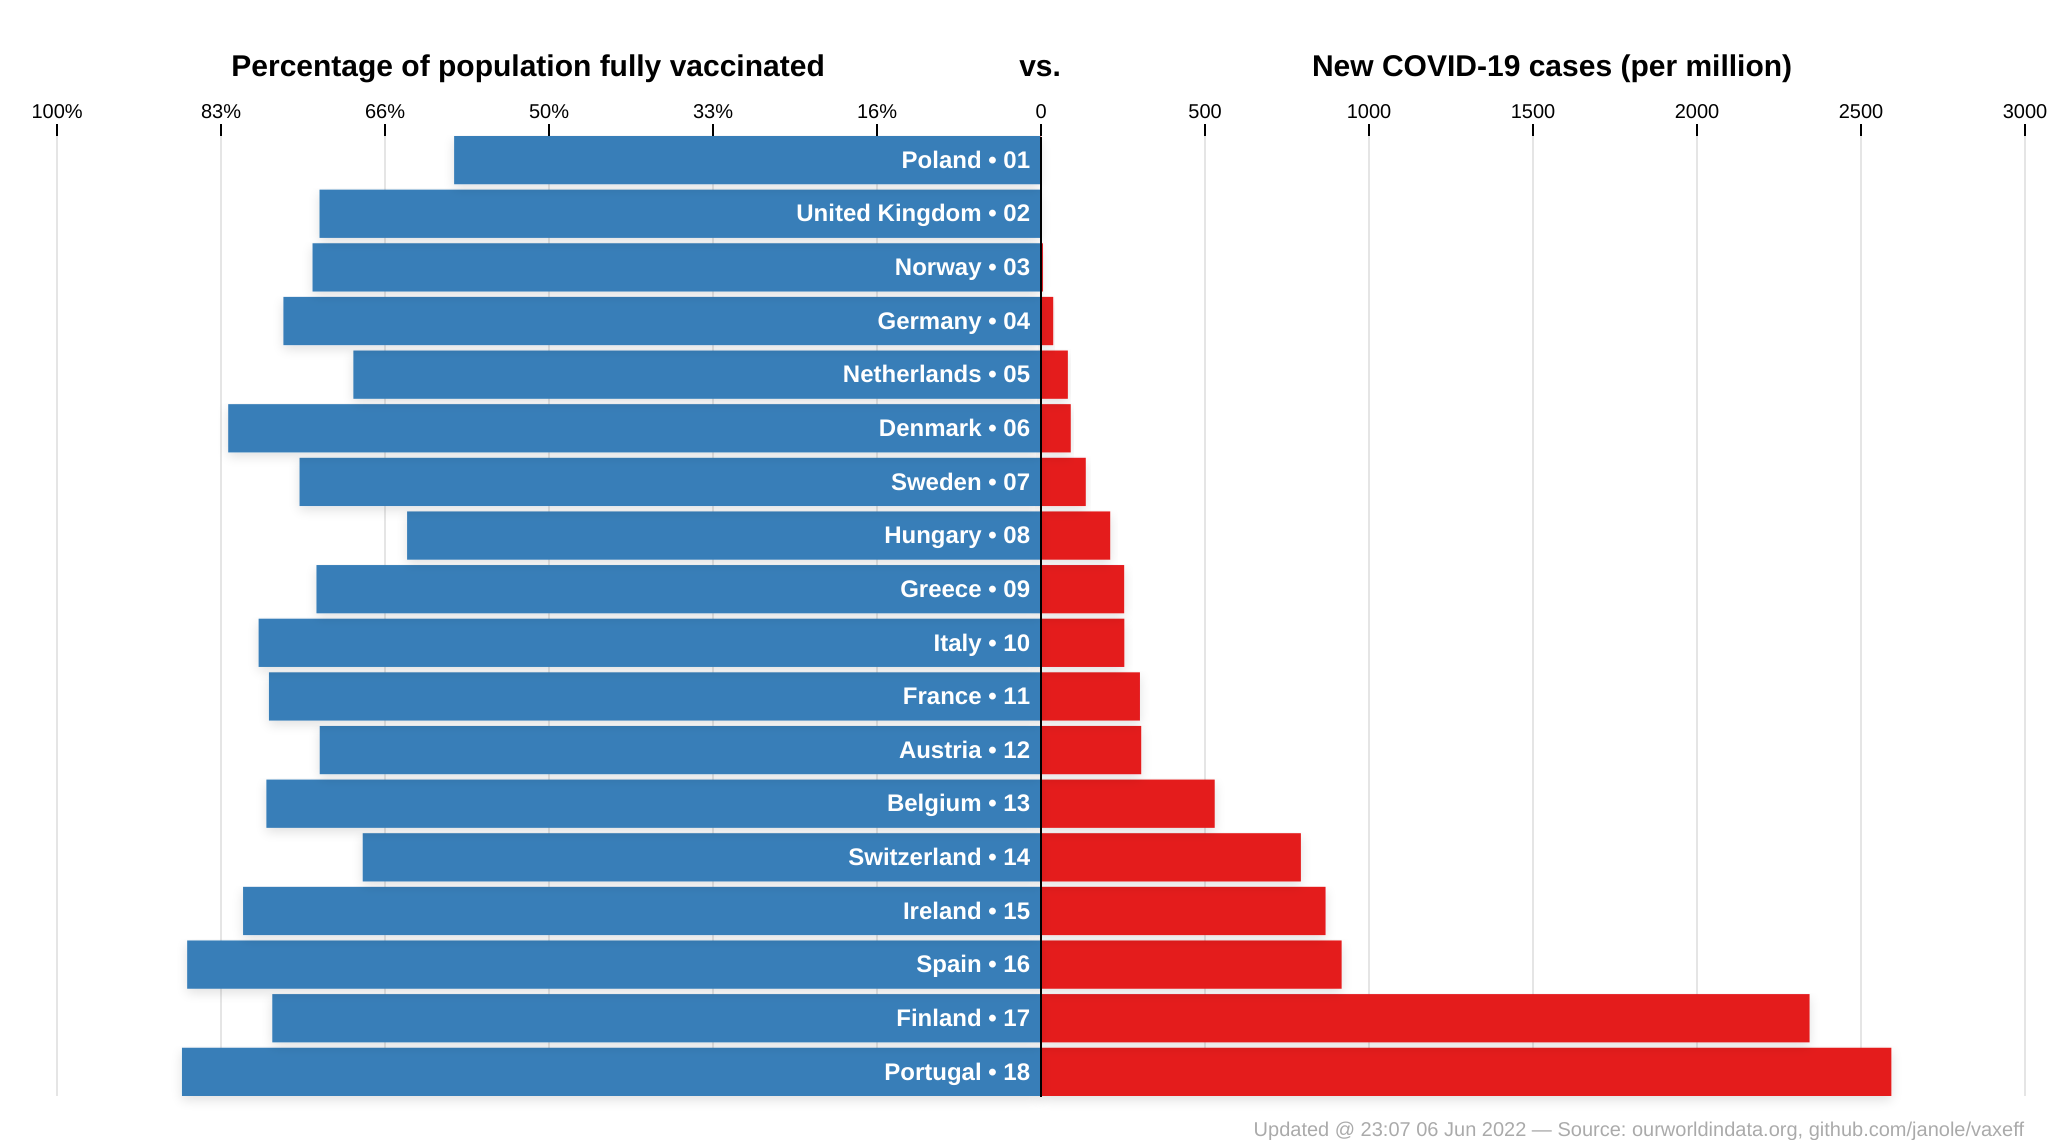 Percentage of population fully vaccinated vs. New COVID-19 cases (per million)
100% 83% 66% 50% 33% 16% 0 500 1000 1500 2000 2500 3000
Poland • 01
United Kingdom • 02
Norway • 03
Germany • 04
Netherlands • 05
Denmark • 06
Sweden • 07
Hungary • 08
Greece • 09
Italy • 10
France • 11
Austria • 12
Belgium • 13
Switzerland • 14
Ireland • 15
Spain • 16
Finland • 17
Portugal • 18
Updated @ 23:07 06 Jun 2022 — Source: ourworldindata.org, github.com/janole/vaxeff